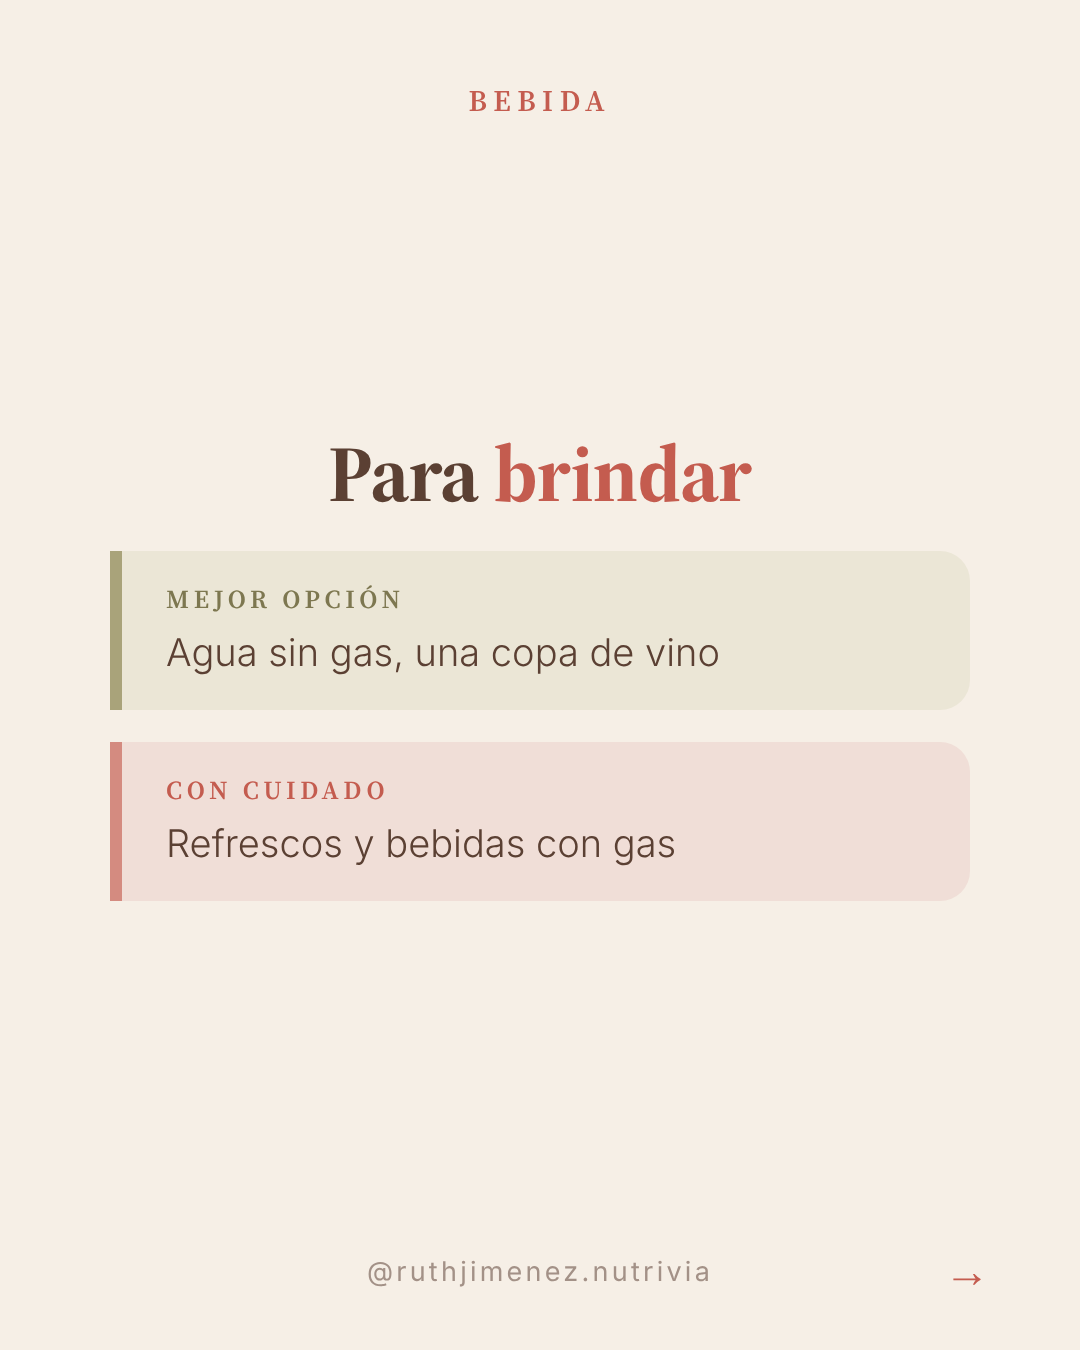 BEBIDA
Para brindar
MEJOR OPCIÓN
Agua sin gas, una copa de vino
CON CUIDADO
Refrescos y bebidas con gas
@ruthjimenez.nutrivia
→